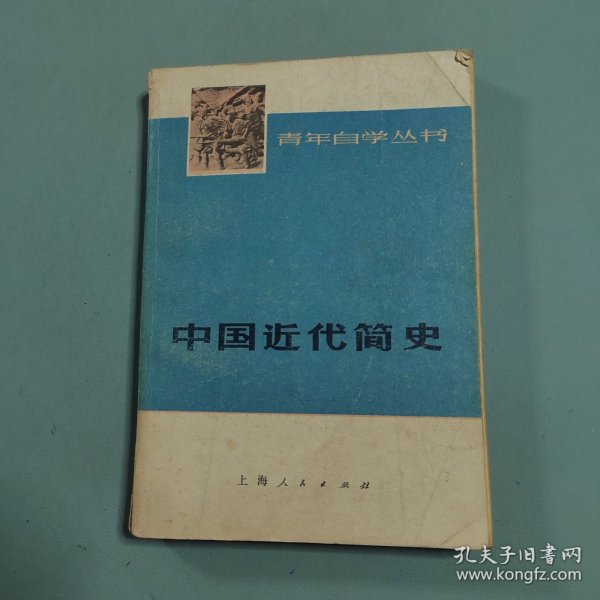 青年自学丛书
中国近代简史
上海人民出版社
孔夫子旧书网
www.kongfz.com